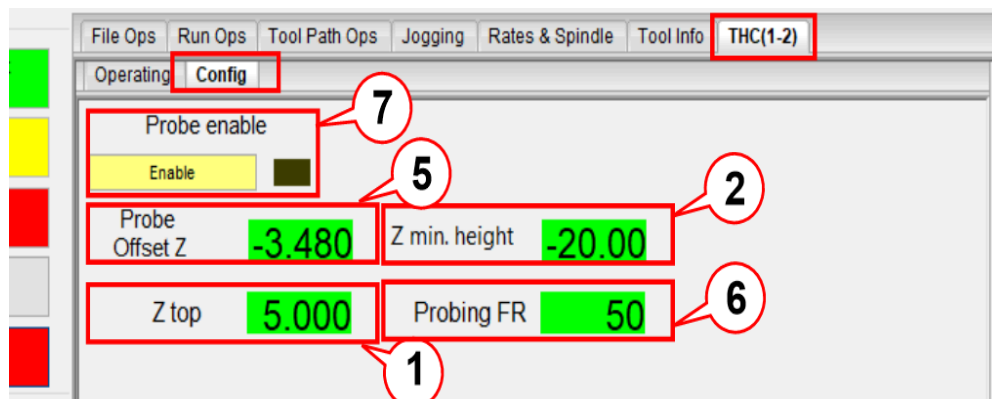 File Ops Run Ops Tool Path Ops Jogging Rates & Spindle Tool Info THC(1-2)
Operating Config
7
Probe enable
Enable
5
2
Probe
Offset Z
-3.480
Z min. height
-20.00
6
Z top
5.000
Probing FR
50
1